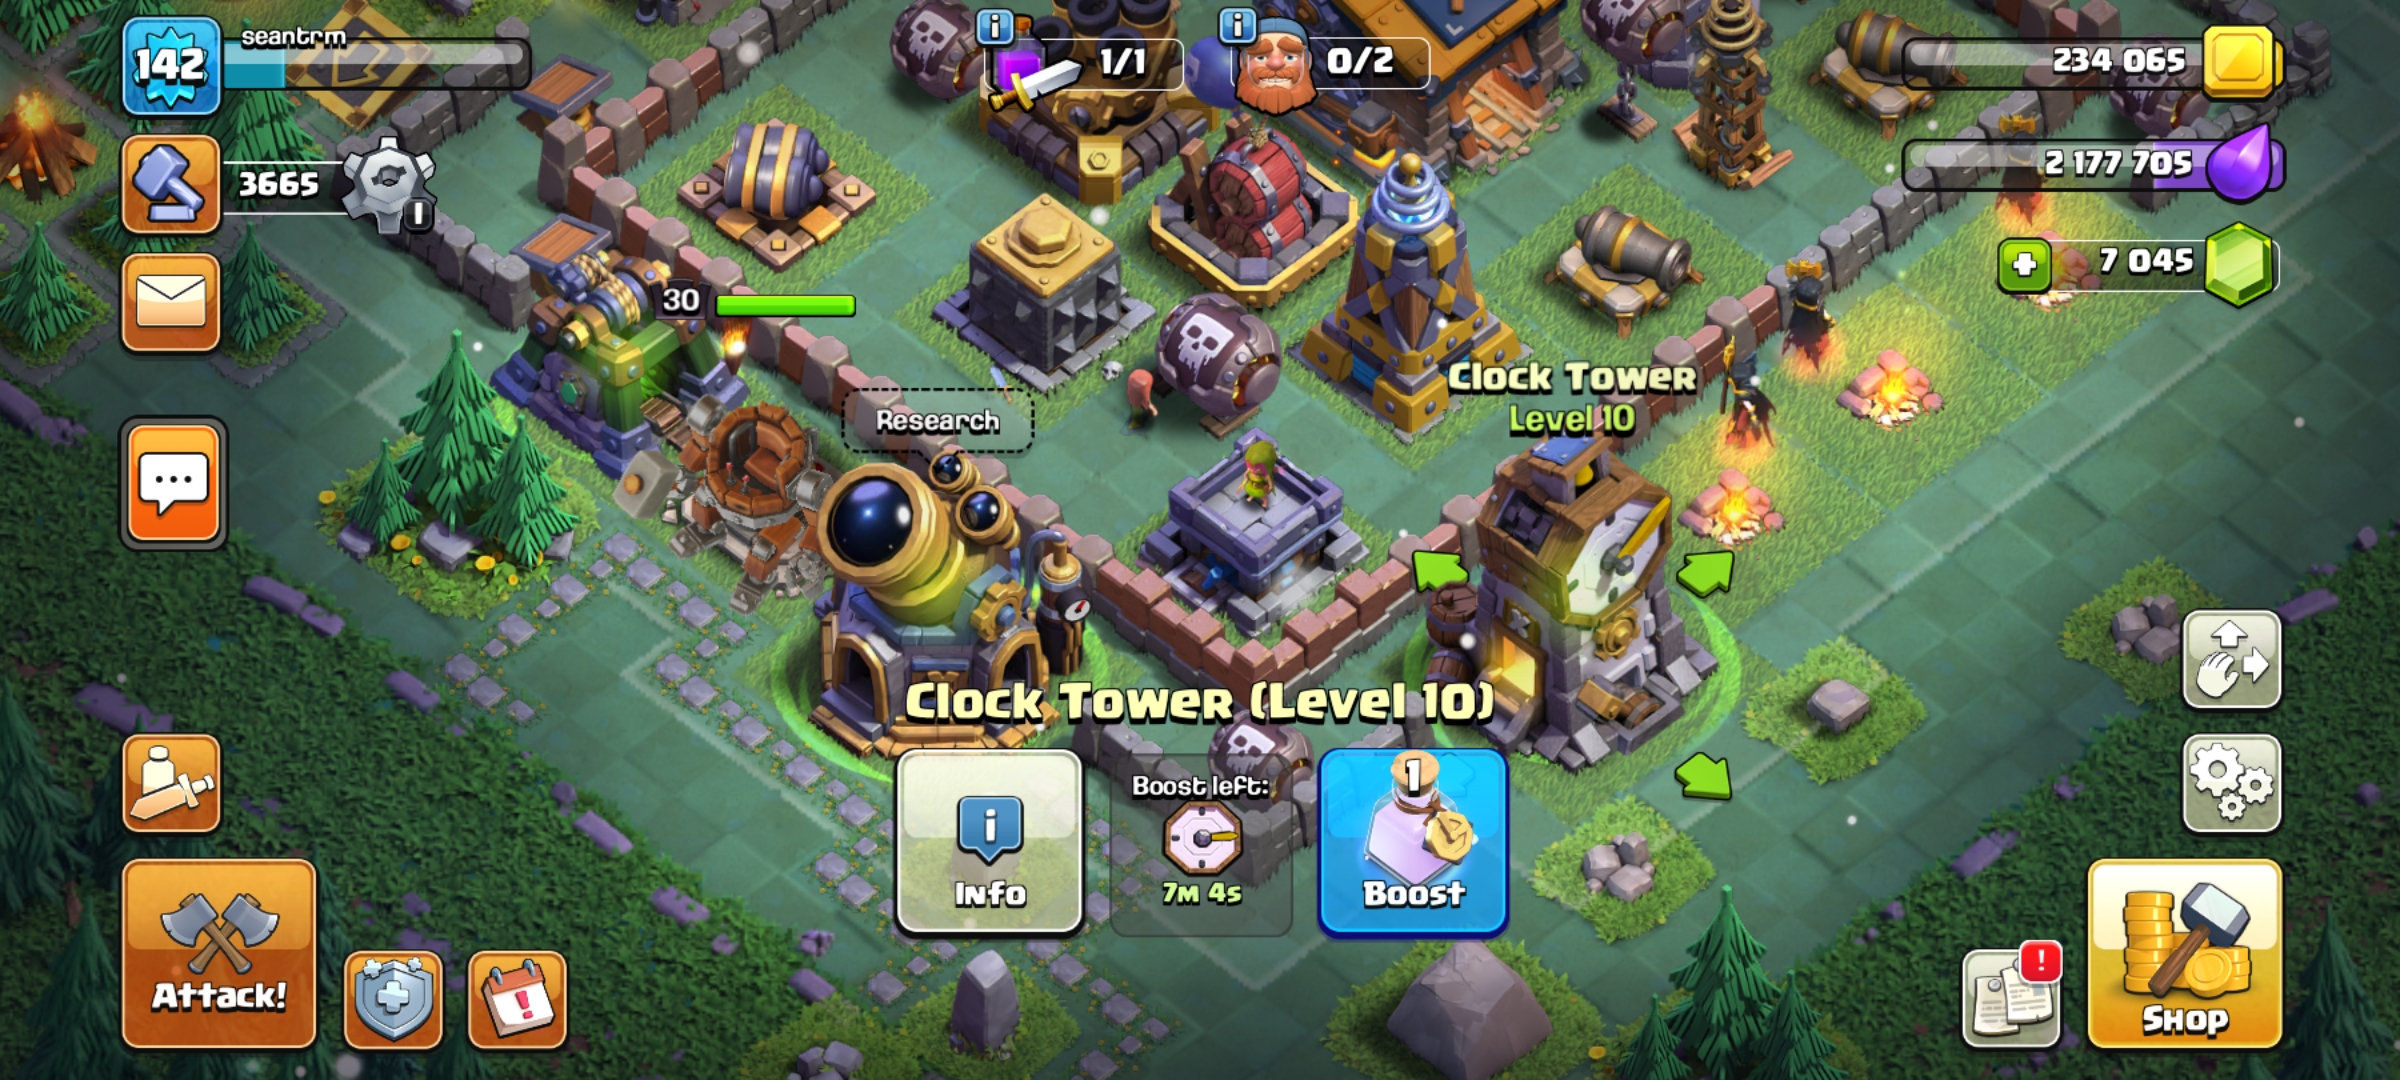 142
seantrm
1/1
0/2
234 065
3665
2 177 705
7 045
30
Research
Clock Tower
Level 10
Clock Tower (Level 10)
Info
Boost left:
7M 4S
1
Boost
Attack!
Shop